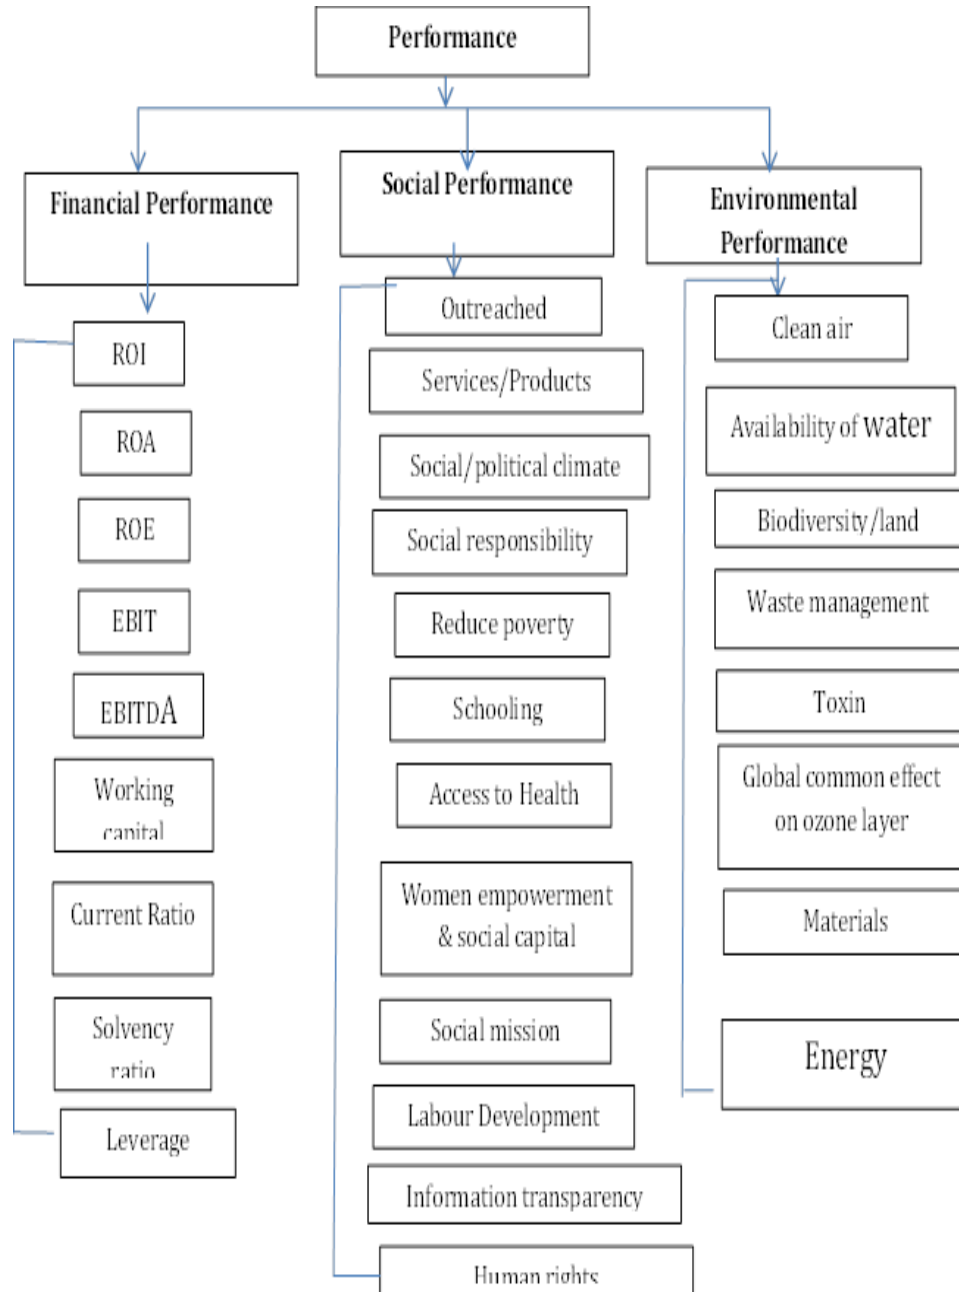 Performance
Financial Performance
Social Performance
Environmental
Performance
ROI
ROA
ROE
EBIT
EBITDA
Working
capital
Current Ratio
Solvency
ratio
Leverage
Outreached
Services/Products
Social/political climate
Social responsibility
Reduce poverty
Schooling
Access to Health
Women empowerment
& social capital
Social mission
Labour Development
Information transparency
Human rights
Clean air
Availability of water
Biodiversity/land
Waste management
Toxin
Global common effect
on ozone layer
Materials
Energy